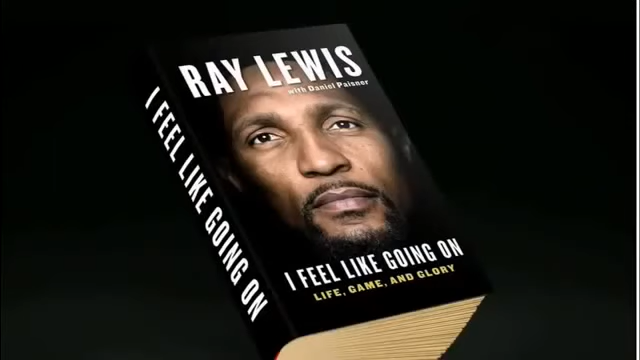 RAY LEWIS
with Daniel Paisner
I FEEL LIKE GOING ON
LIFE, GAME, AND GLORY
I FEEL LIKE GOING ON